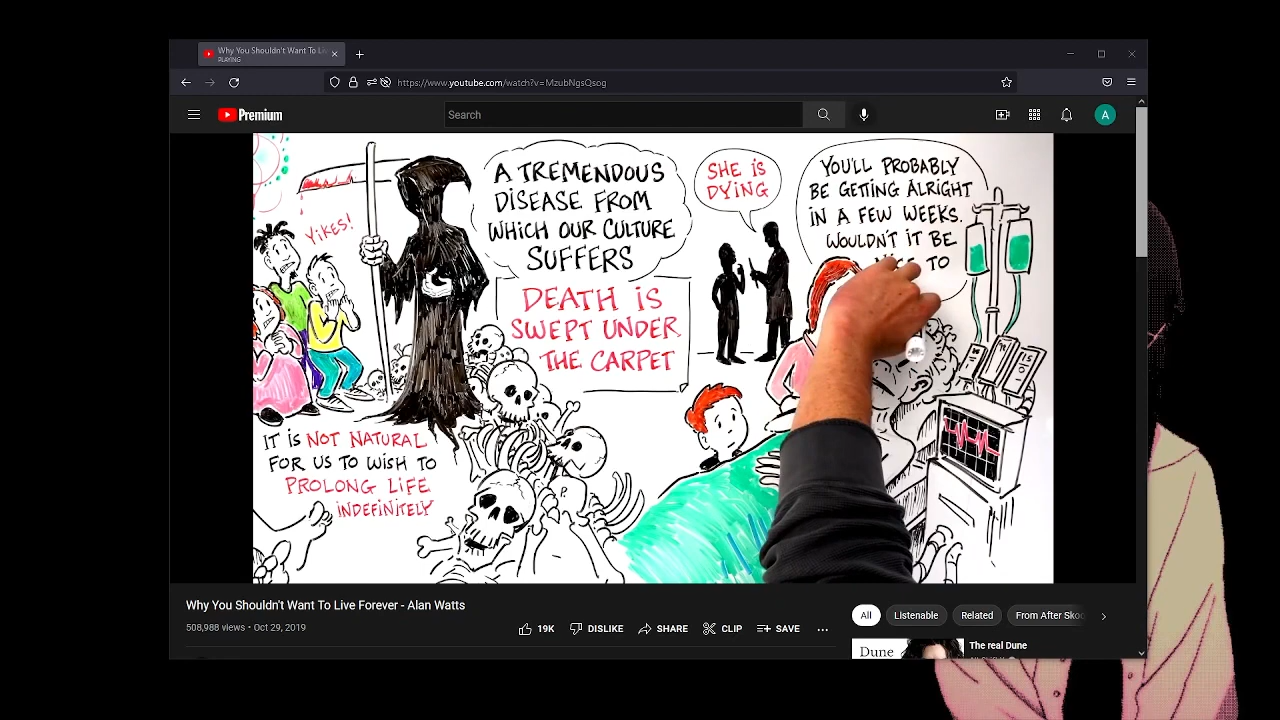 Why You Shouldn't Want To Li
PLAYING
https://www.youtube.com/watch?v=MzubNgsQsog
Premium
Search
A
YIKES!
A TREMENDOUS
DISEASE FROM
WHICH OUR CULTURE
SUFFERS
DEATH IS
SWEPT UNDER
THE CARPET
SHE IS
DYING
YOU'LL PROBABLY
BE GETTING ALRIGHT
IN A FEW WEEKS.
WOULDN'T IT BE
TO
IT IS NOT NATURAL
FOR US TO WISH TO
PROLONG LIFE
INDEFINITELY
Why You Shouldn't Want To Live Forever - Alan Watts
508,988 views • Oct 29, 2019
19K
DISLIKE
SHARE
CLIP
SAVE
All
Listenable
Related
From After Skoo
Dune
The real Dune